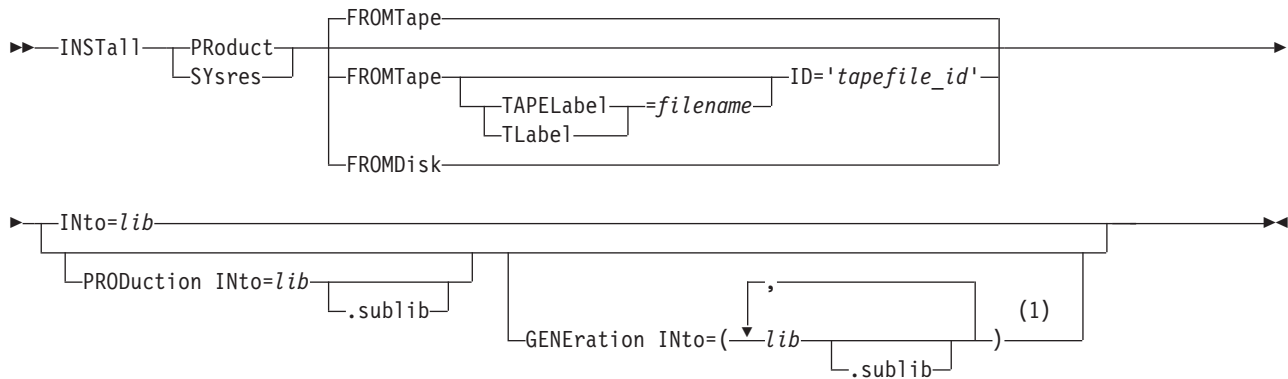 FROMTape
INSTall PRoduct FROMTape ID='tapefile_id'
SYsres TAPELabel =filename
TLabel
FROMDisk
INto=lib
PRODuction INto=lib
.sublib
,
(1)
GENEration INto=( lib )
.sublib